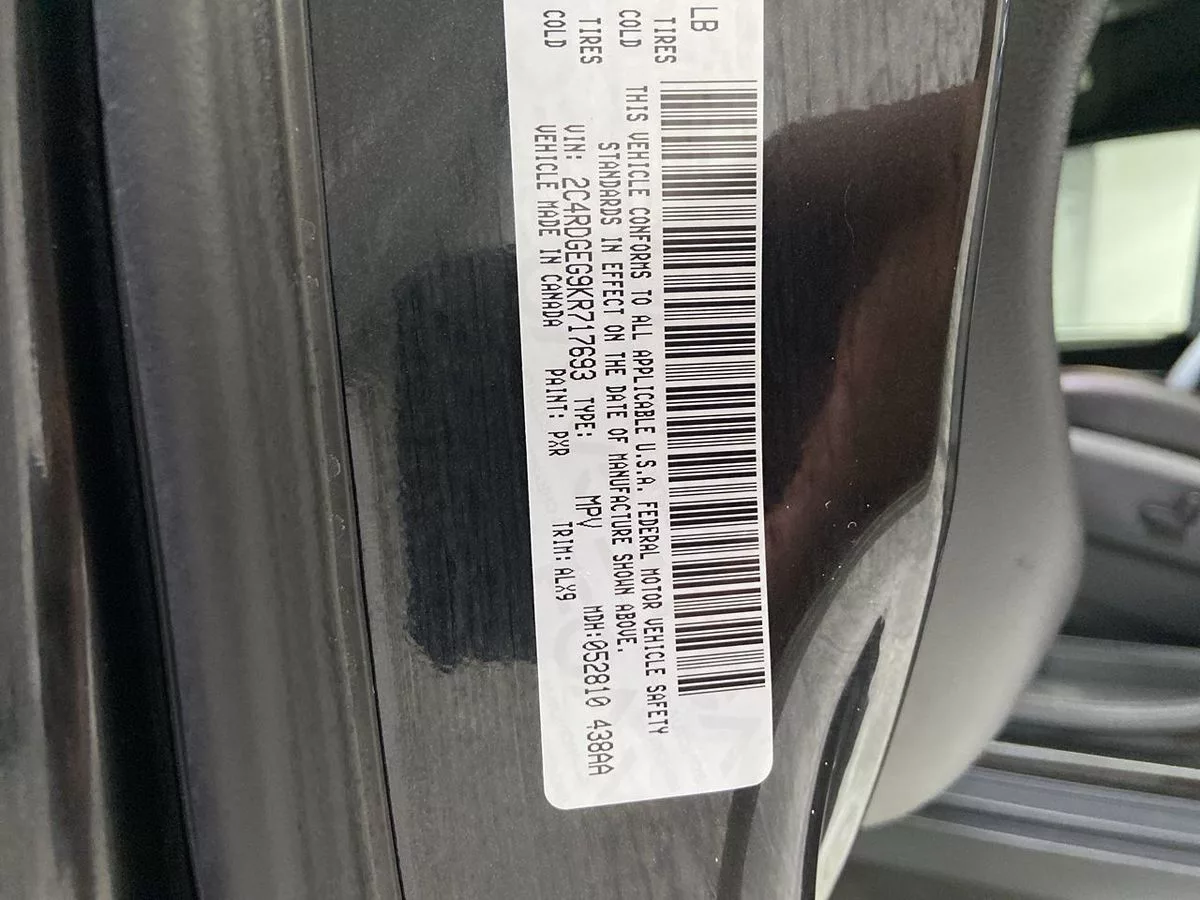 LB
TIRES COLD
TIRES COLD
THIS VEHICLE CONFORMS TO ALL APPLICABLE U.S.A. FEDERAL MOTOR VEHICLE SAFETY
STANDARDS IN EFFECT ON THE DATE OF MANUFACTURE SHOWN ABOVE.
VIN: 2C4RDGEG9KR717693 TYPE: MPV MDH:052810 438AA
VEHICLE MADE IN CANADA PAINT: PXR TRIM: ALX9